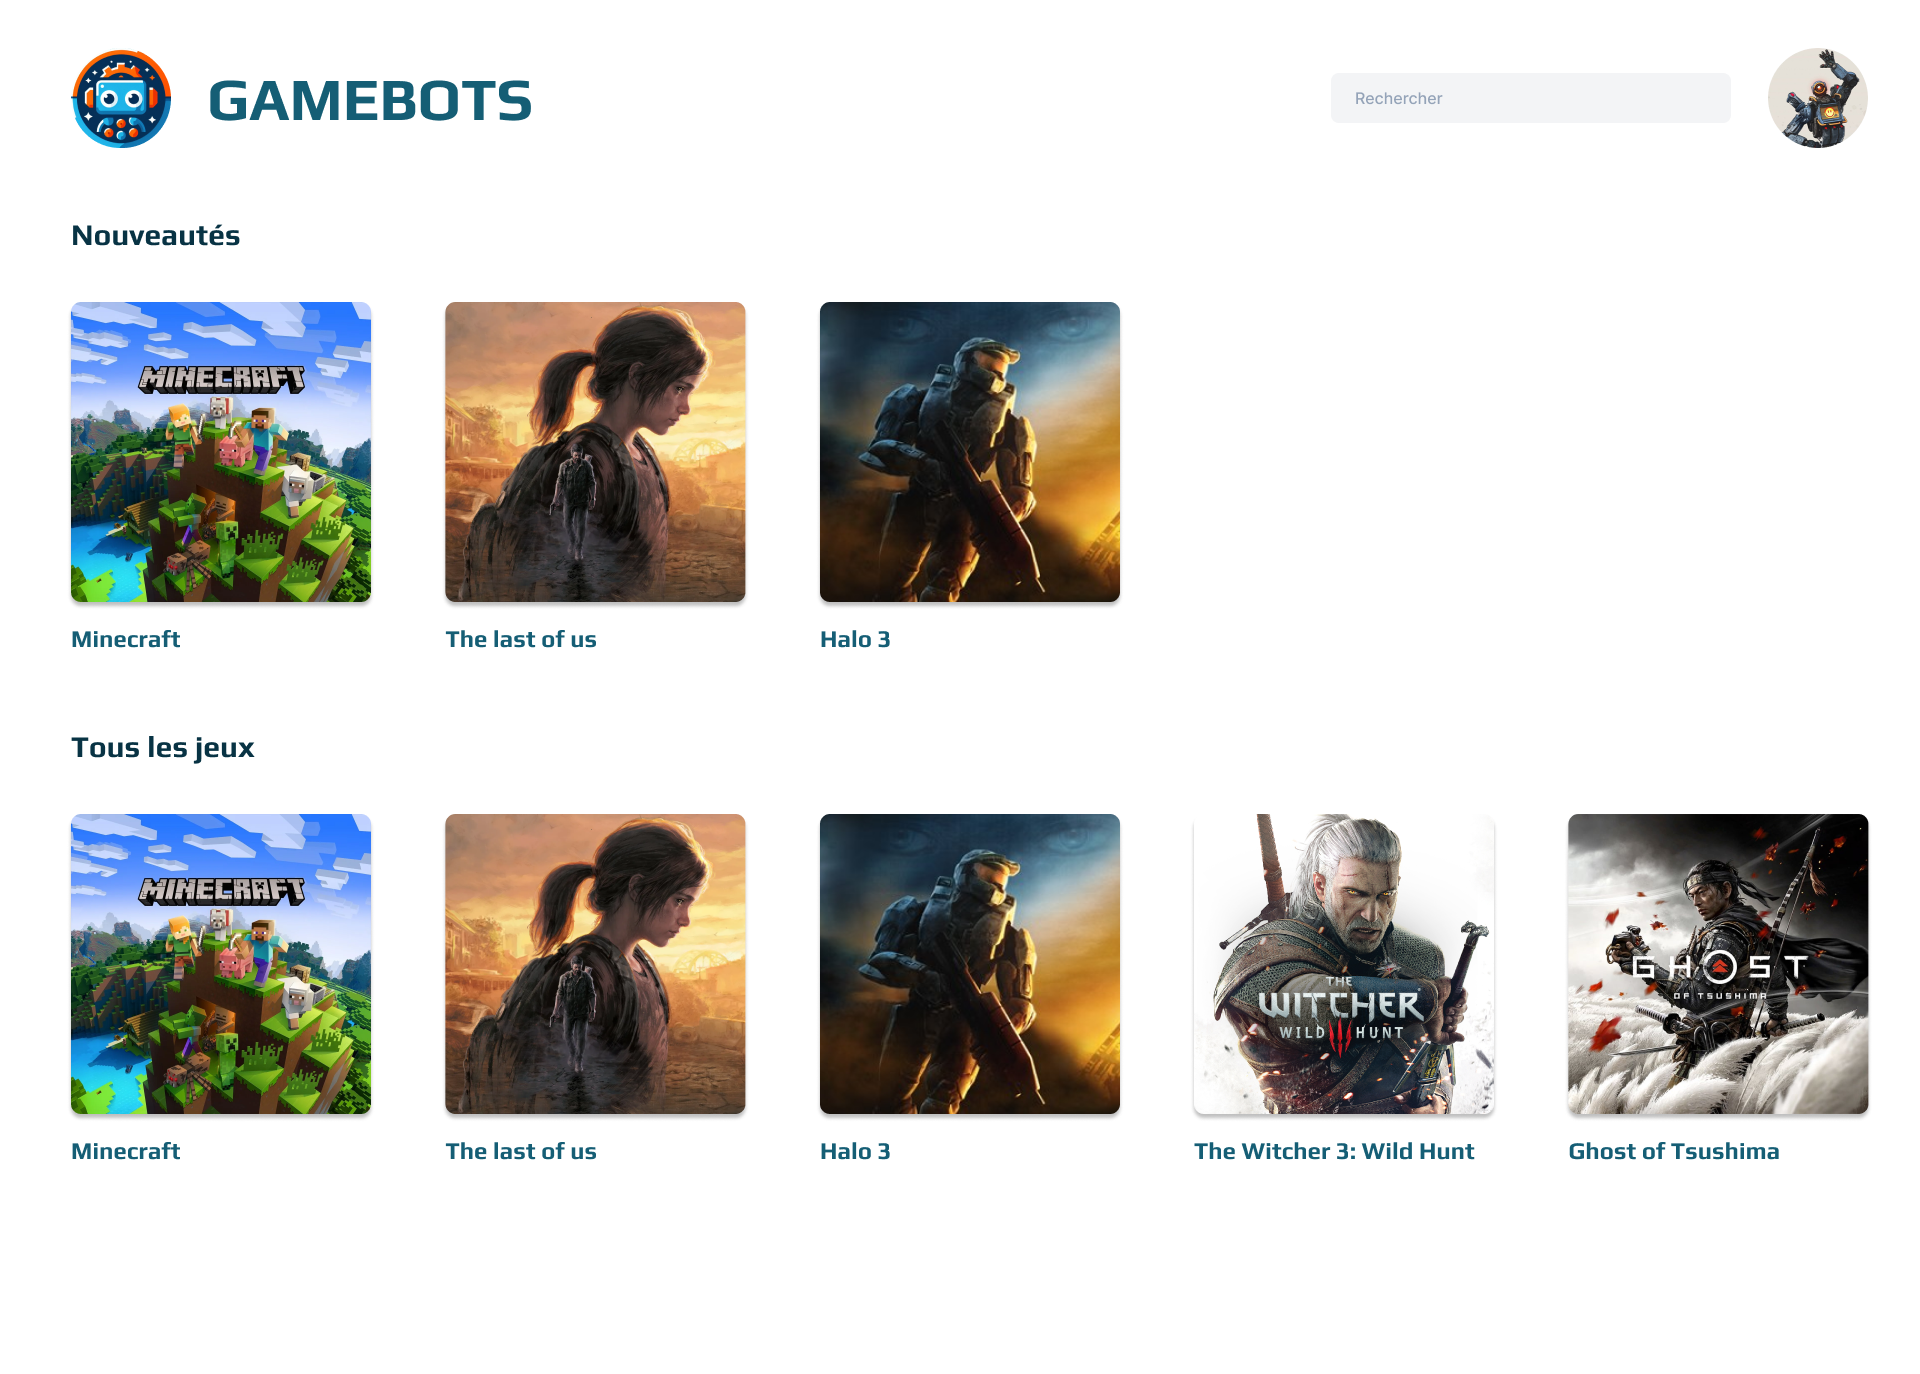 GAMEBOTS
Rechercher
Nouveautés
MINECRAFT
Minecraft
The last of us
Halo 3
Tous les jeux
MINECRAFT
THE
WITCHER
WILD HUNT
GHOST
OF TSUSHIMA
Minecraft
The last of us
Halo 3
The Witcher 3: Wild Hunt
Ghost of Tsushima